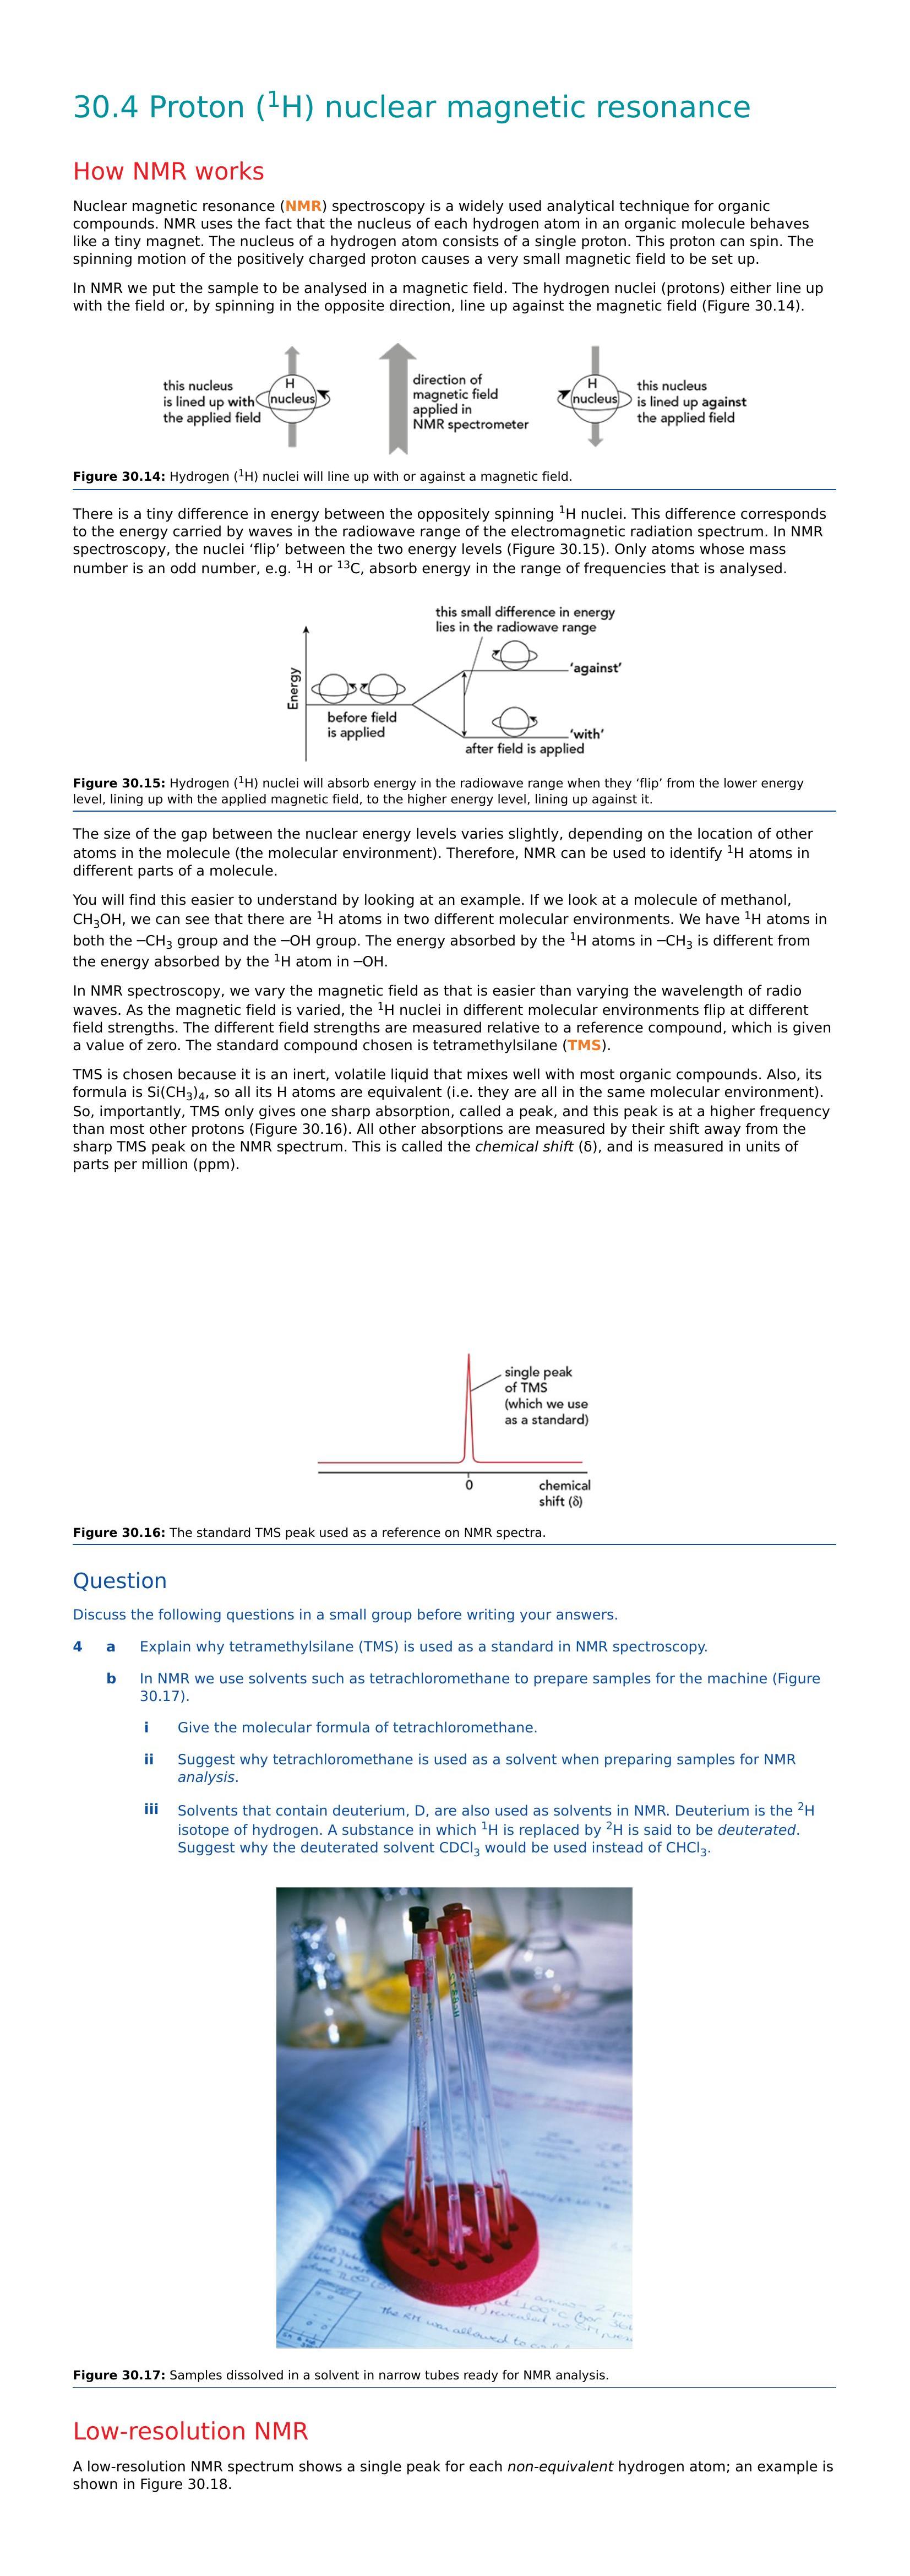 30.4 Proton (¹H) nuclear magnetic resonance
How NMR works
Nuclear magnetic resonance (NMR) spectroscopy is a widely used analytical technique for organic
compounds. NMR uses the fact that the nucleus of each hydrogen atom in an organic molecule behaves
like a tiny magnet. The nucleus of a hydrogen atom consists of a single proton. This proton can spin. The
spinning motion of the positively charged proton causes a very small magnetic field to be set up.
In NMR we put the sample to be analysed in a magnetic field. The hydrogen nuclei (protons) either line up
with the field or, by spinning in the opposite direction, line up against the magnetic field (Figure 30.14).
this nucleus
is lined up with
the applied field
H
nucleus
direction of
magnetic field
applied in
NMR spectrometer
H
nucleus
this nucleus
is lined up against
the applied field
Figure 30.14: Hydrogen (¹H) nuclei will line up with or against a magnetic field.
There is a tiny difference in energy between the oppositely spinning ¹H nuclei. This difference corresponds
to the energy carried by waves in the radiowave range of the electromagnetic radiation spectrum. In NMR
spectroscopy, the nuclei ‘flip’ between the two energy levels (Figure 30.15). Only atoms whose mass
number is an odd number, e.g. ¹H or ¹³C, absorb energy in the range of frequencies that is analysed.
this small difference in energy
lies in the radiowave range
Energy
‘against’
before field
is applied
‘with’
after field is applied
Figure 30.15: Hydrogen (¹H) nuclei will absorb energy in the radiowave range when they ‘flip’ from the lower energy
level, lining up with the applied magnetic field, to the higher energy level, lining up against it.
The size of the gap between the nuclear energy levels varies slightly, depending on the location of other
atoms in the molecule (the molecular environment). Therefore, NMR can be used to identify ¹H atoms in
different parts of a molecule.
You will find this easier to understand by looking at an example. If we look at a molecule of methanol,
CH₃OH, we can see that there are ¹H atoms in two different molecular environments. We have ¹H atoms in
both the −CH₃ group and the −OH group. The energy absorbed by the ¹H atoms in −CH₃ is different from
the energy absorbed by the ¹H atom in −OH.
In NMR spectroscopy, we vary the magnetic field as that is easier than varying the wavelength of radio
waves. As the magnetic field is varied, the ¹H nuclei in different molecular environments flip at different
field strengths. The different field strengths are measured relative to a reference compound, which is given
a value of zero. The standard compound chosen is tetramethylsilane (TMS).
TMS is chosen because it is an inert, volatile liquid that mixes well with most organic compounds. Also, its
formula is Si(CH₃)₄, so all its H atoms are equivalent (i.e. they are all in the same molecular environment).
So, importantly, TMS only gives one sharp absorption, called a peak, and this peak is at a higher frequency
than most other protons (Figure 30.16). All other absorptions are measured by their shift away from the
sharp TMS peak on the NMR spectrum. This is called the chemical shift (δ), and is measured in units of
parts per million (ppm).
single peak
of TMS
(which we use
as a standard)
0
chemical
shift (δ)
Figure 30.16: The standard TMS peak used as a reference on NMR spectra.
Question
Discuss the following questions in a small group before writing your answers.
4 a Explain why tetramethylsilane (TMS) is used as a standard in NMR spectroscopy.
b In NMR we use solvents such as tetrachloromethane to prepare samples for the machine (Figure
30.17).
i Give the molecular formula of tetrachloromethane.
ii Suggest why tetrachloromethane is used as a solvent when preparing samples for NMR
analysis.
iii Solvents that contain deuterium, D, are also used as solvents in NMR. Deuterium is the ²H
isotope of hydrogen. A substance in which ¹H is replaced by ²H is said to be deuterated.
Suggest why the deuterated solvent CDCl₃ would be used instead of CHCl₃.
Figure 30.17: Samples dissolved in a solvent in narrow tubes ready for NMR analysis.
Low-resolution NMR
A low-resolution NMR spectrum shows a single peak for each non-equivalent hydrogen atom; an example is
shown in Figure 30.18.